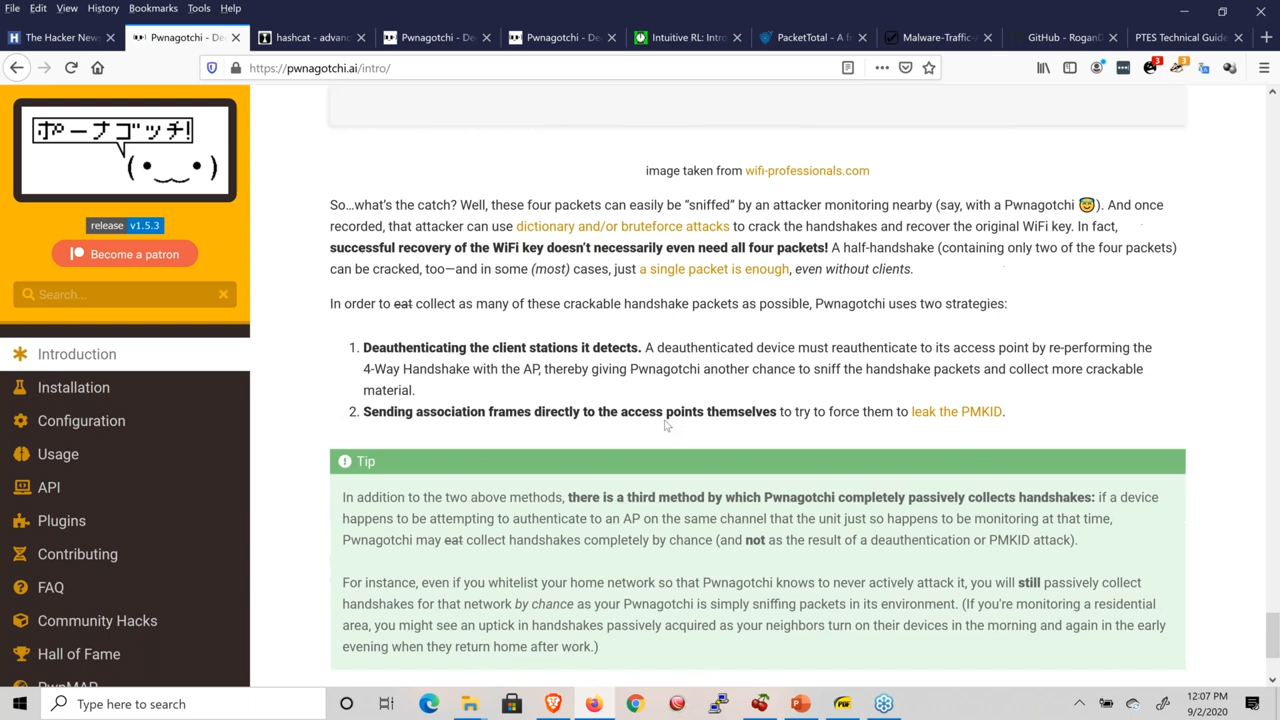 File Edit View History Bookmarks Tools Help
The Hacker News
Pwnagotchi - De
hashcat - advanc
Pwnagotchi - De
Pwnagotchi - De
Intuitive RL: Intro
PacketTotal - A fr
Malware-Traffic-A
GitHub - RoganD
PTES Technical Guide
https://pwnagotchi.ai/intro/
3
3
ポーナゴッチ!
release v1.5.3
Become a patron
Search...
Introduction
Installation
Configuration
Usage
API
Plugins
Contributing
FAQ
Community Hacks
Hall of Fame
PwnMAP
image taken from wifi-professionals.com
So…what’s the catch? Well, these four packets can easily be “sniffed” by an attacker monitoring nearby (say, with a Pwnagotchi 😇). And once
recorded, that attacker can use dictionary and/or bruteforce attacks to crack the handshakes and recover the original WiFi key. In fact,
successful recovery of the WiFi key doesn’t necessarily even need all four packets! A half-handshake (containing only two of the four packets)
can be cracked, too—and in some (most) cases, just a single packet is enough, even without clients.
In order to eat collect as many of these crackable handshake packets as possible, Pwnagotchi uses two strategies:
1. Deauthenticating the client stations it detects. A deauthenticated device must reauthenticate to its access point by re-performing the
4-Way Handshake with the AP, thereby giving Pwnagotchi another chance to sniff the handshake packets and collect more crackable
material.
2. Sending association frames directly to the access points themselves to try to force them to leak the PMKID.
Tip
In addition to the two above methods, there is a third method by which Pwnagotchi completely passively collects handshakes: if a device
happens to be attempting to authenticate to an AP on the same channel that the unit just so happens to be monitoring at that time,
Pwnagotchi may eat collect handshakes completely by chance (and not as the result of a deauthentication or PMKID attack).
For instance, even if you whitelist your home network so that Pwnagotchi knows to never actively attack it, you will still passively collect
handshakes for that network by chance as your Pwnagotchi is simply sniffing packets in its environment. (If you're monitoring a residential
area, you might see an uptick in handshakes passively acquired as your neighbors turn on their devices in the morning and again in the early
evening when they return home after work.)
Type here to search
12:07 PM
9/2/2020